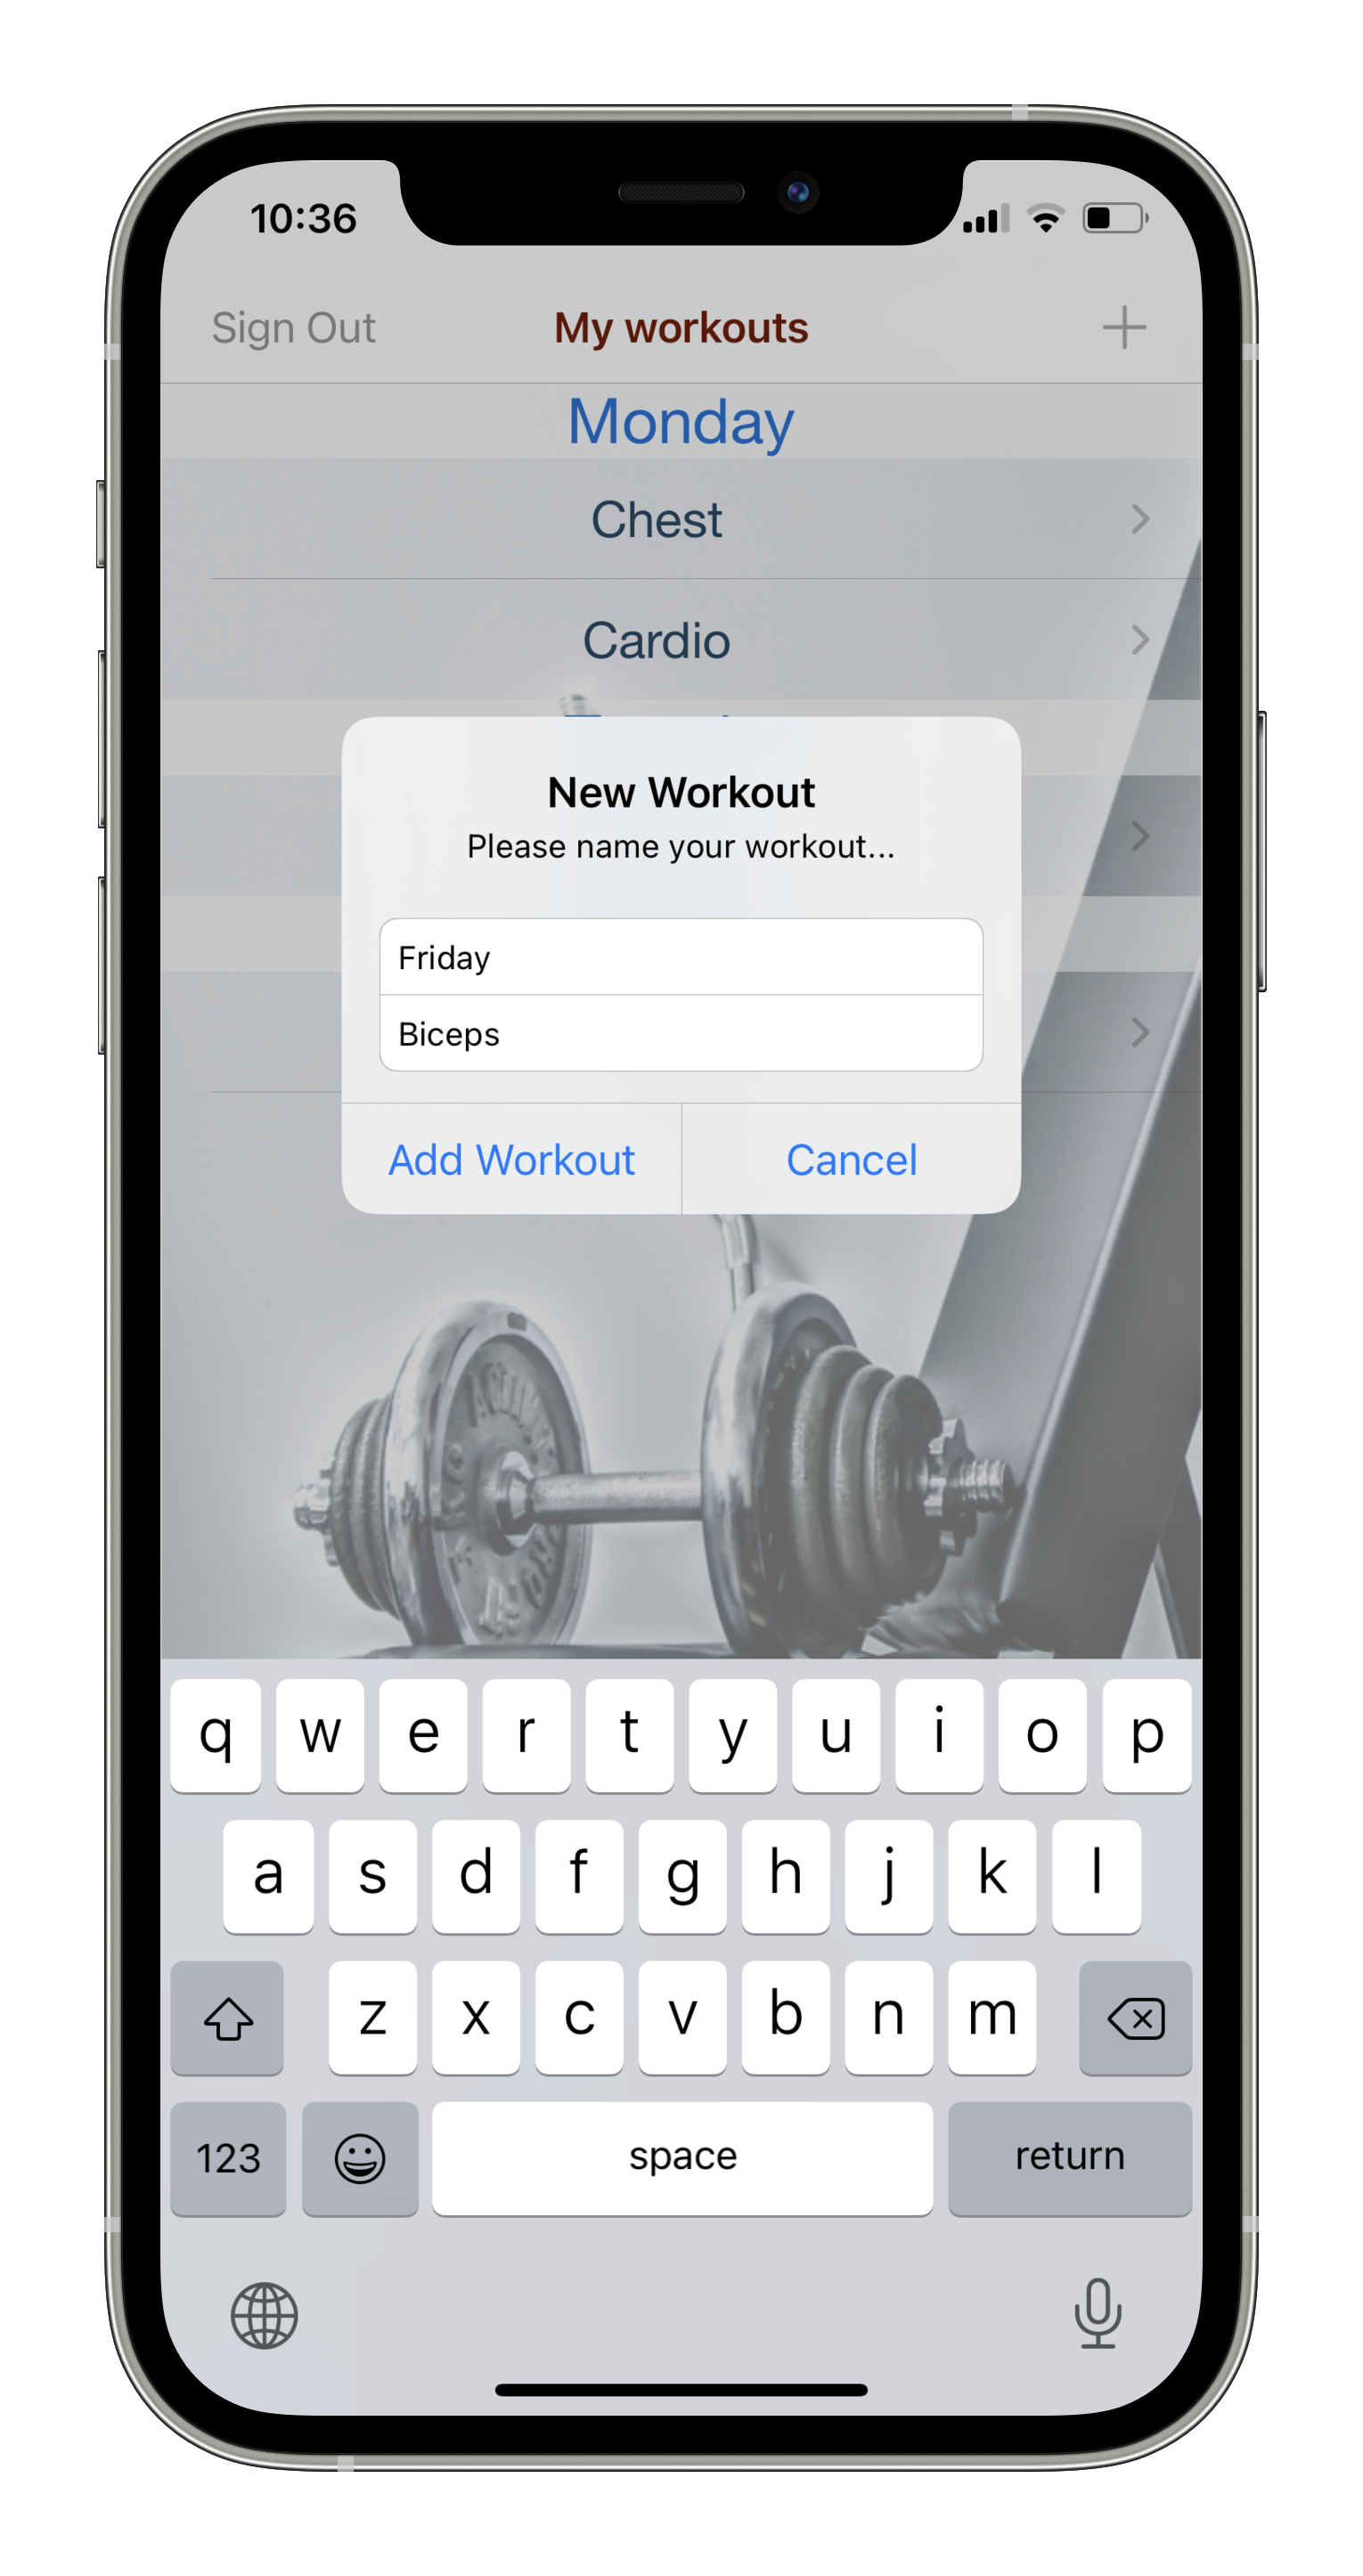 10:36
Sign Out My workouts +
Monday
Chest
Cardio
New Workout
Please name your workout...
Friday
Biceps
Add Workout Cancel
q w e r t y u i o p
a s d f g h j k l
z x c v b n m
123 space return